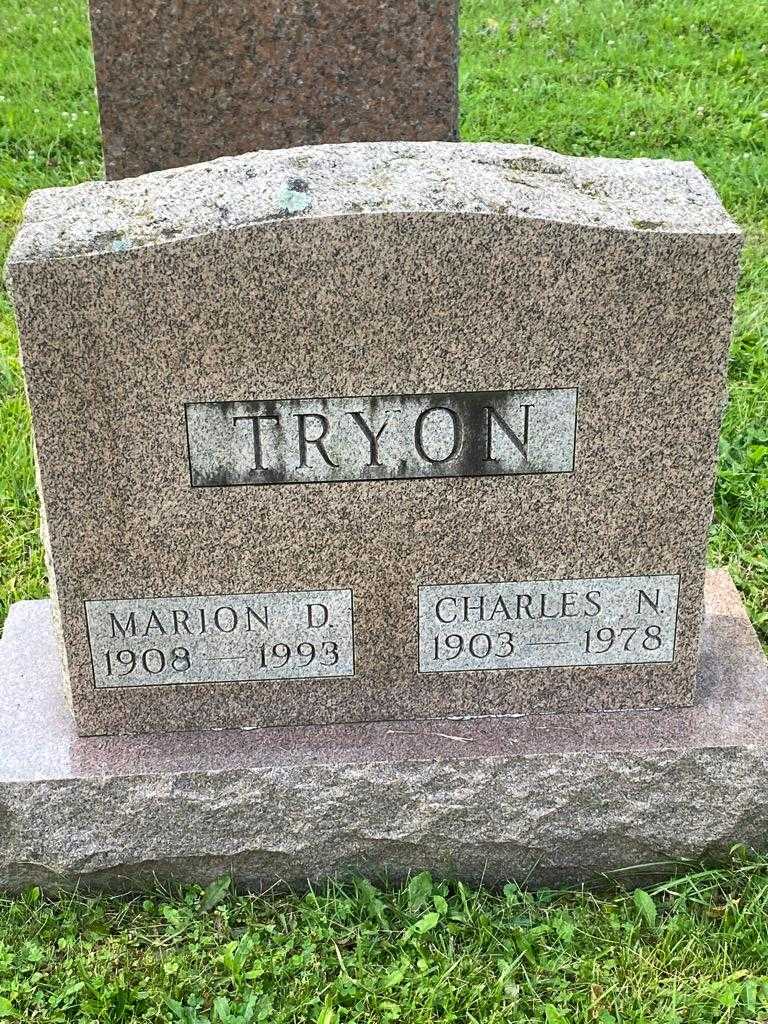 TRYON
MARION D.
1908 — 1993
CHARLES N.
1903 — 1978